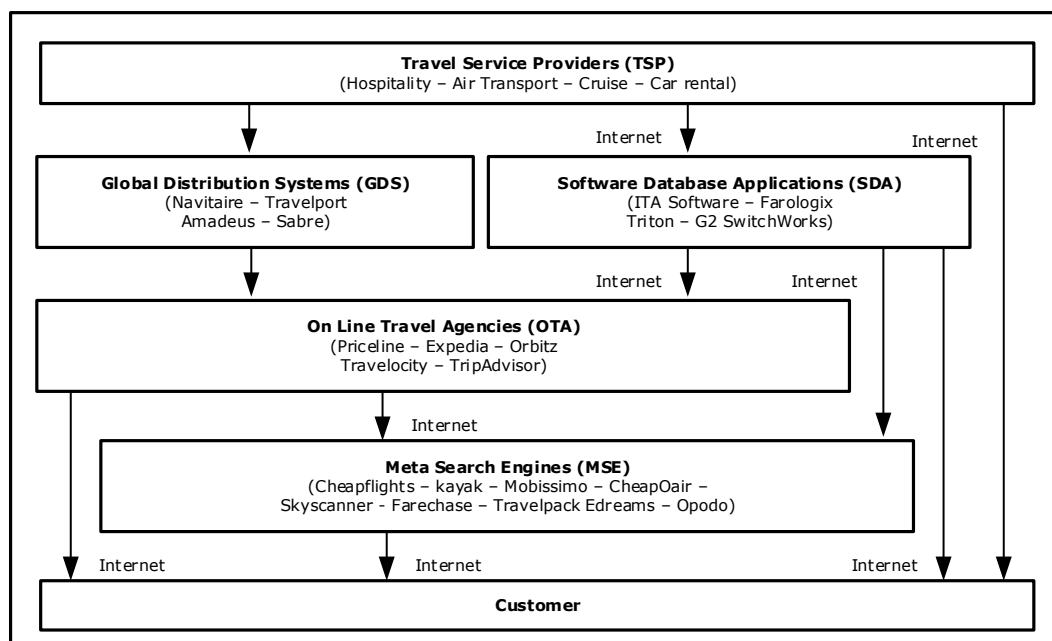 Travel Service Providers (TSP)
(Hospitality – Air Transport – Cruise – Car rental)
Internet
Internet
Global Distribution Systems (GDS)
(Navitaire – Travelport
Amadeus – Sabre)
Software Database Applications (SDA)
(ITA Software – Farologix
Triton – G2 SwitchWorks)
Internet
Internet
On Line Travel Agencies (OTA)
(Priceline – Expedia – Orbitz
Travelocity – TripAdvisor)
Internet
Meta Search Engines (MSE)
(Cheapflights – kayak – Mobissimo – CheapOair –
Skyscanner - Farechase – Travelpack Edreams – Opodo)
Internet
Internet
Internet
Customer